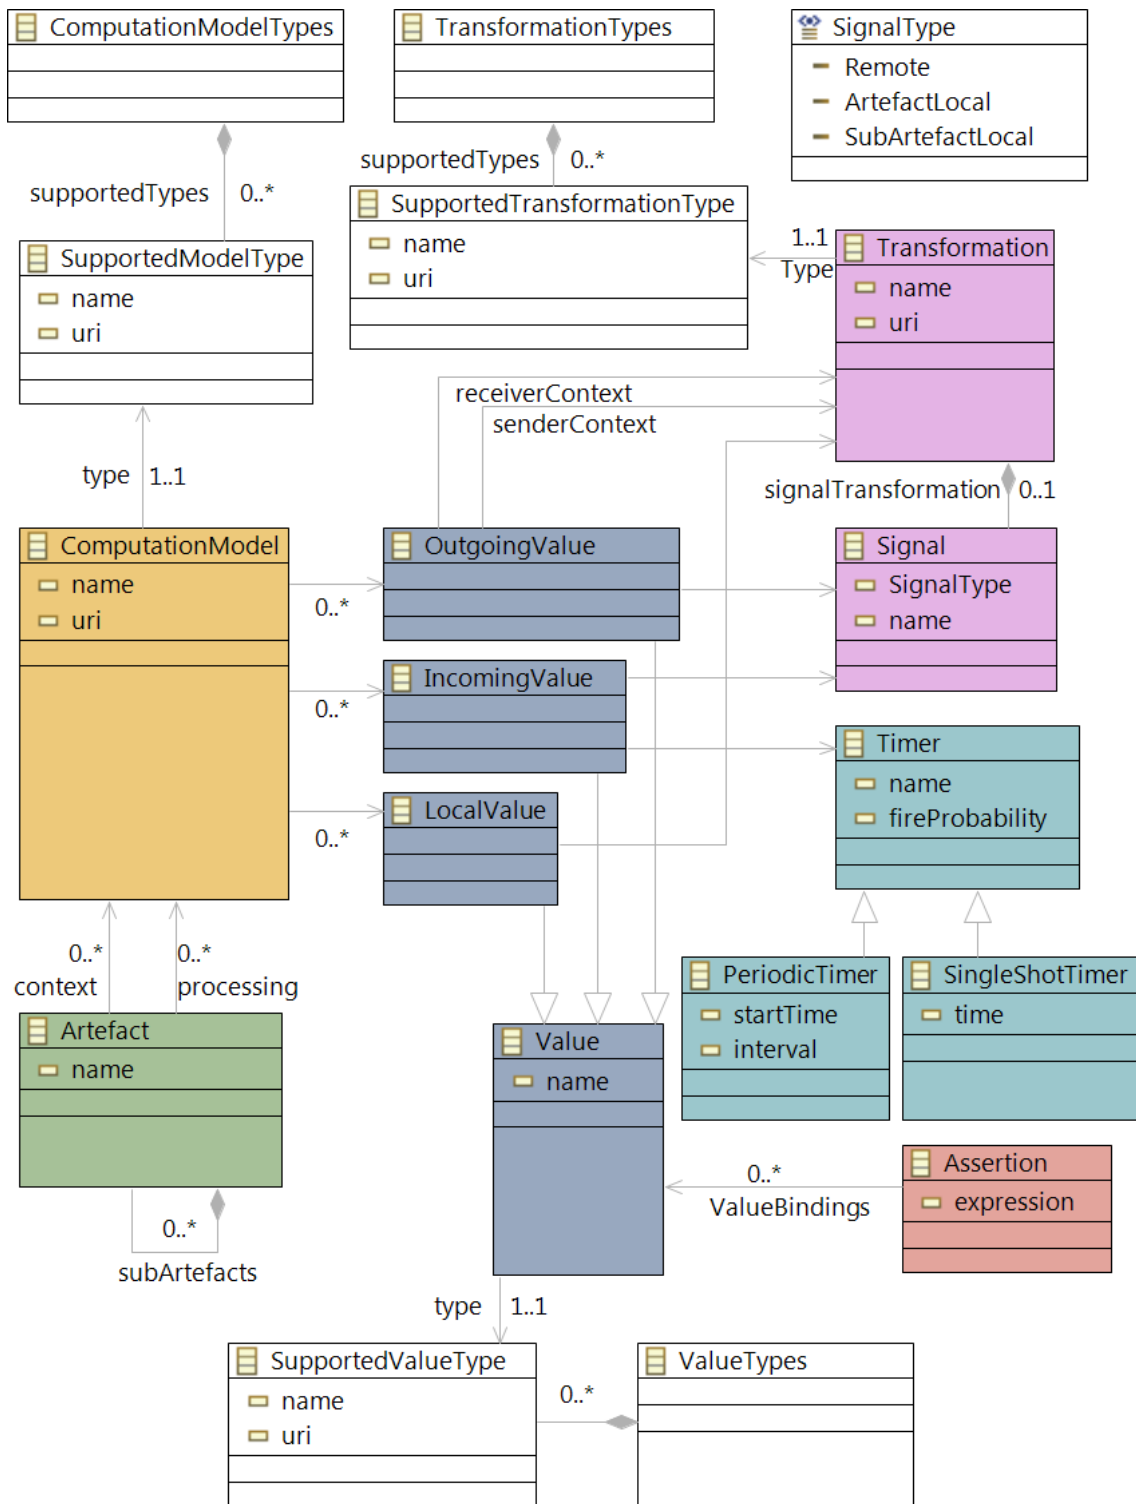 ComputationModelTypes
TransformationTypes
SignalType
Remote
ArtefactLocal
SubArtefactLocal
supportedTypes 0..*
supportedTypes 0..*
SupportedModelType
name
uri
SupportedTransformationType
name
uri
1..1
Type
Transformation
name
uri
receiverContext
senderContext
type 1..1
signalTransformation 0..1
ComputationModel
name
uri
0..*
0..*
0..*
OutgoingValue
IncomingValue
LocalValue
Signal
SignalType
name
Timer
name
fireProbability
0..*
context
0..*
processing
Artefact
name
0..*
subArtefacts
PeriodicTimer
startTime
interval
SingleShotTimer
time
Value
name
0..*
ValueBindings
Assertion
expression
type 1..1
SupportedValueType
name
uri
0..*
ValueTypes